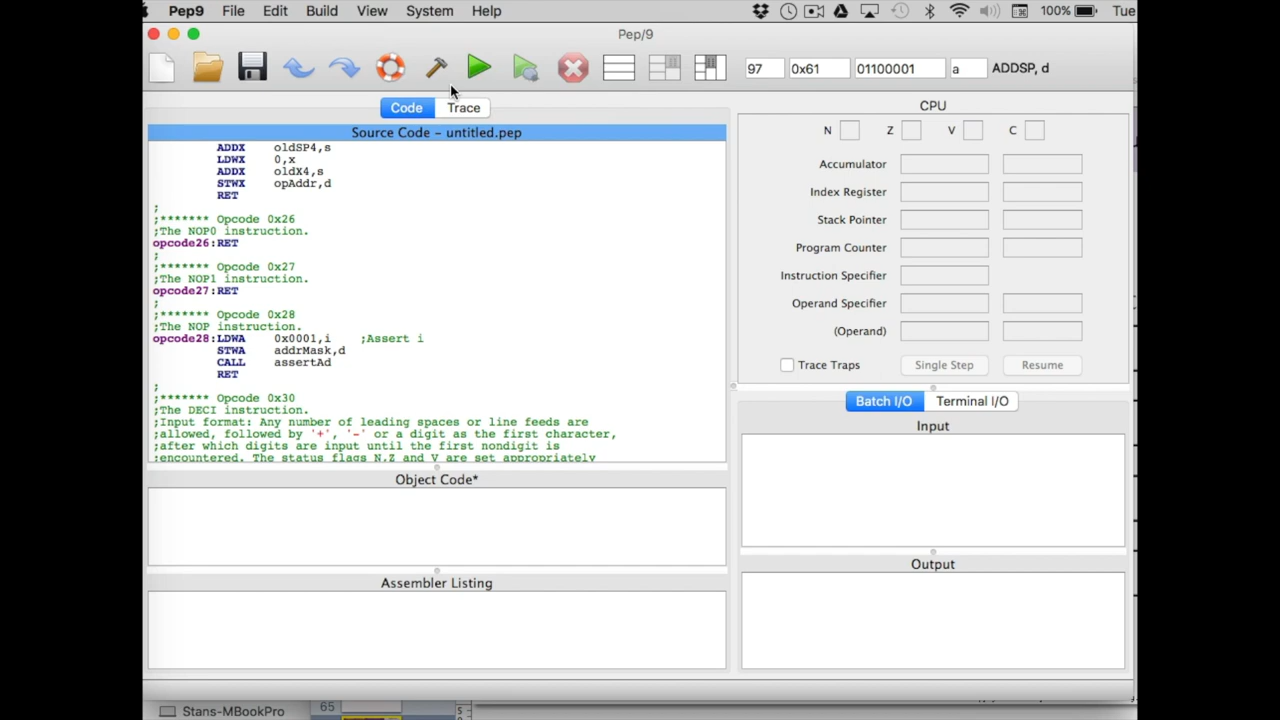 Pep9 File Edit Build View System Help 100% Tue
Pep/9
97 0x61 01100001 a ADDSP, d
Code Trace
Source Code – untitled.pep
ADDX oldSP4,s
LDWX 0,x
ADDX oldX4,s
STWX opAddr,d
RET
;
;******* Opcode 0x26
;The NOP0 instruction.
opcode26:RET
;
;******* Opcode 0x27
;The NOP1 instruction.
opcode27:RET
;
;******* Opcode 0x28
;The NOP instruction.
opcode28:LDWA 0x0001,i ;Assert i
STWA addrMask,d
CALL assertAd
RET
;
;******* Opcode 0x30
;The DECI instruction.
;Input format: Any number of leading spaces or line feeds are
;allowed, followed by '+', '-' or a digit as the first character,
;after which digits are input until the first nondigit is
;encountered. The status flags N,Z and V are set appropriately
Object Code*
Assembler Listing
CPU
N Z V C
Accumulator
Index Register
Stack Pointer
Program Counter
Instruction Specifier
Operand Specifier
(Operand)
Trace Traps Single Step Resume
Batch I/O Terminal I/O
Input
Output
Stans-MBookPro
65
5